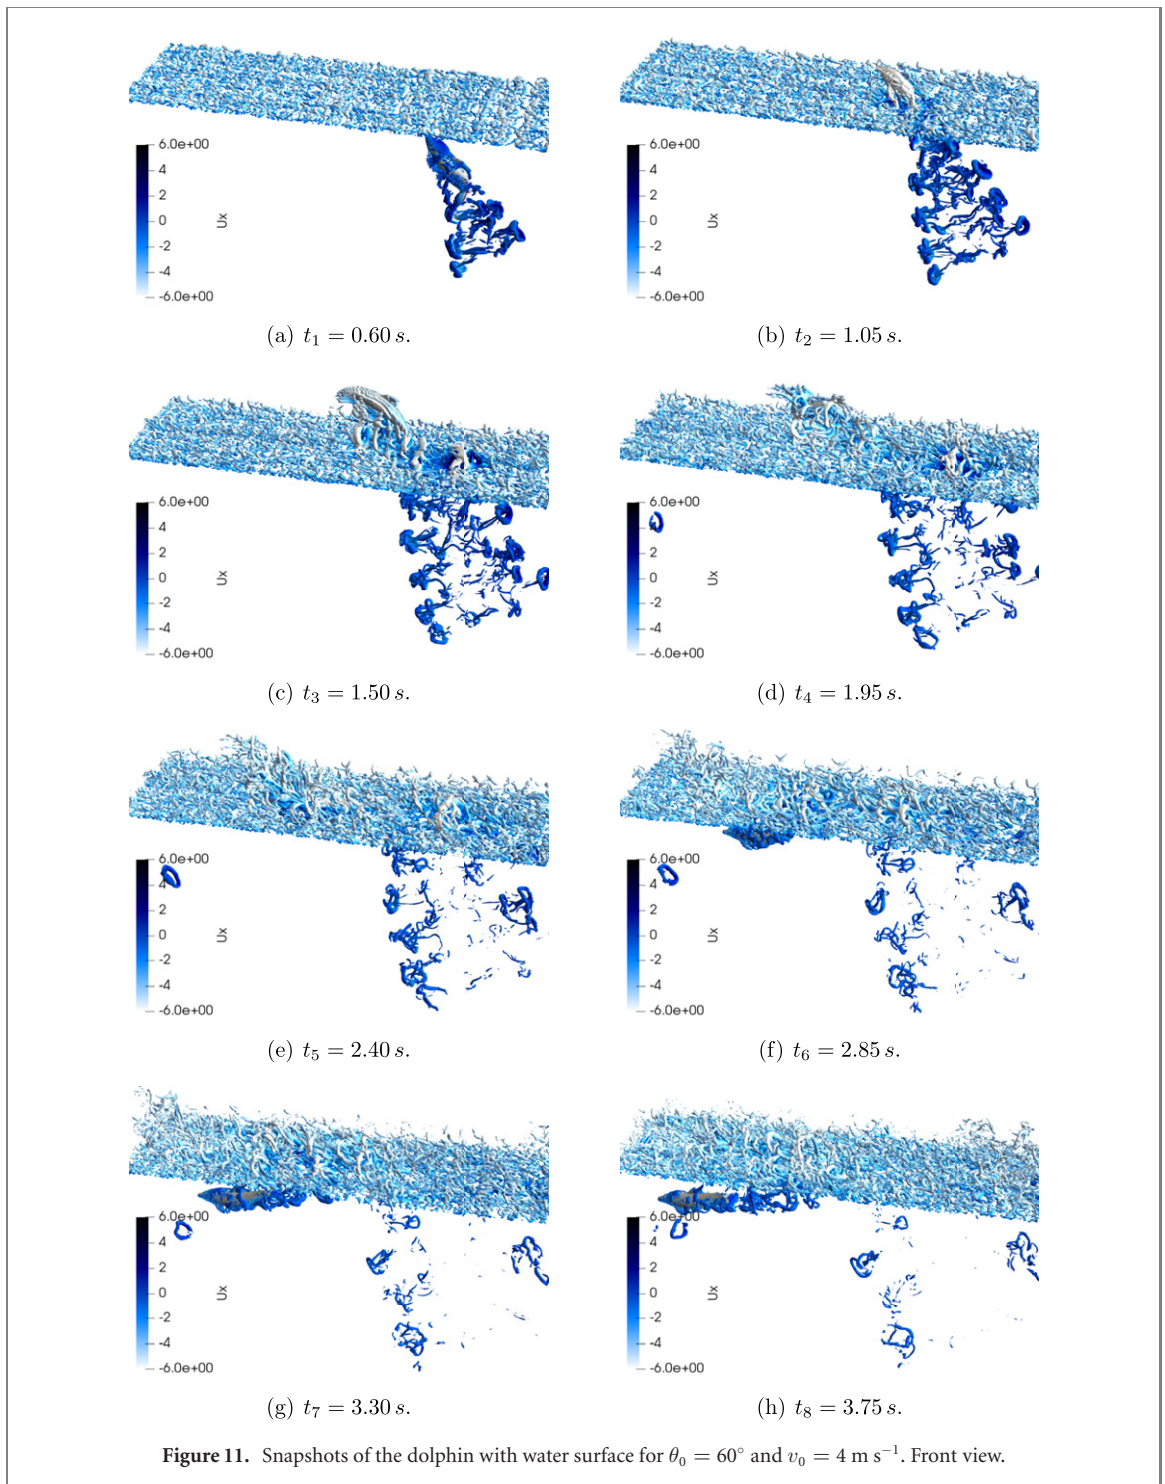 6.0e+00
4
2
0
-2
-4
-6.0e+00
Ux
6.0e+00
4
2
0
-2
-4
-6.0e+00
Ux
(a) t₁ = 0.60 s.
(b) t₂ = 1.05 s.
6.0e+00
4
2
0
-2
-4
-6.0e+00
Ux
6.0e+00
4
2
0
-2
-4
-6.0e+00
Ux
(c) t₃ = 1.50 s.
(d) t₄ = 1.95 s.
6.0e+00
4
2
0
-2
-4
-6.0e+00
Ux
6.0e+00
4
2
0
-2
-4
-6.0e+00
Ux
(e) t₅ = 2.40 s.
(f) t₆ = 2.85 s.
6.0e+00
4
2
0
-2
-4
-6.0e+00
Ux
6.0e+00
4
2
0
-2
-4
-6.0e+00
Ux
(g) t₇ = 3.30 s.
(h) t₈ = 3.75 s.
Figure 11. Snapshots of the dolphin with water surface for θ₀ = 60° and v₀ = 4 m s⁻¹. Front view.